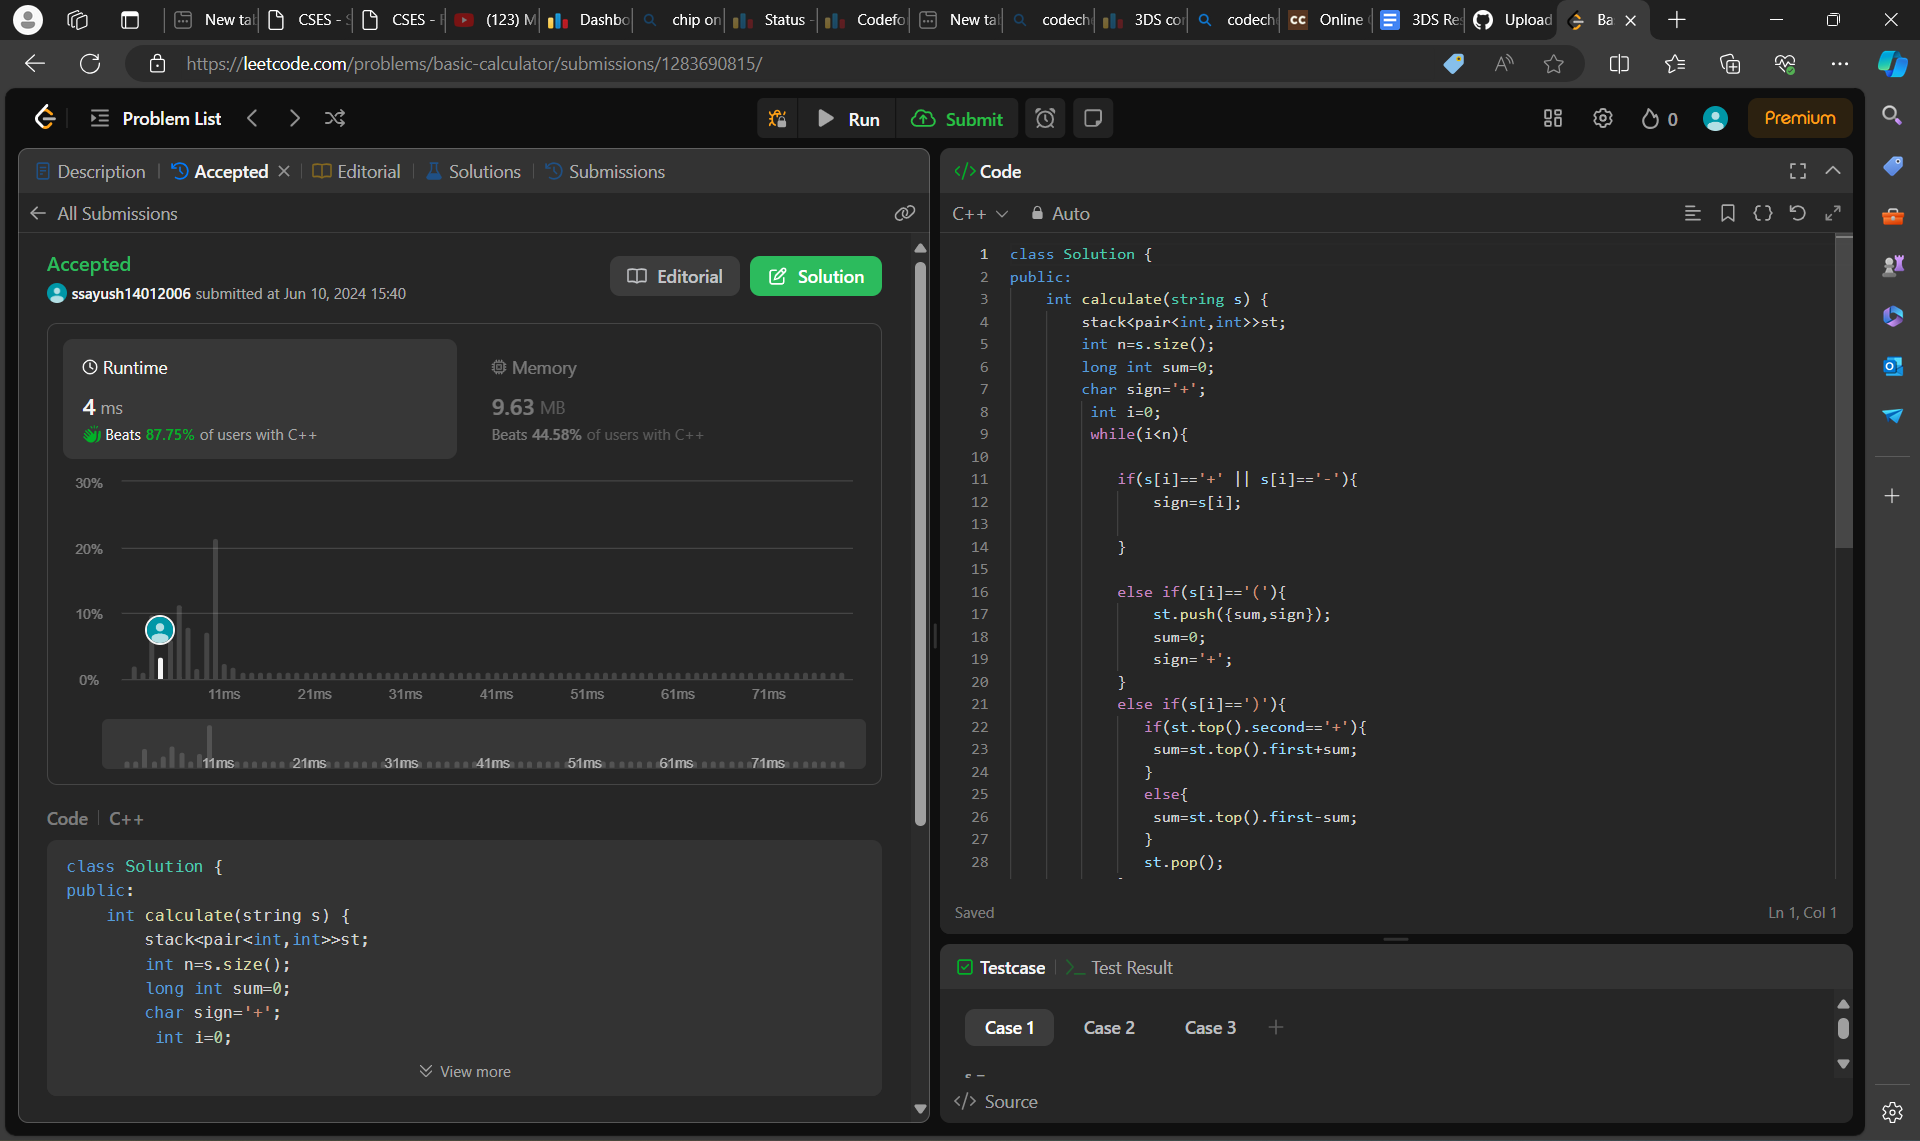 New tab
CSES - S
CSES - F
(123) M
Dashbo
chip on
Status -
Codefo
New tab
codeche
3DS cor
codeche
Online C
3DS Res
Upload
Ba
https://leetcode.com/problems/basic-calculator/submissions/1283690815/
Problem List
Run
Submit
0
Premium
Description
Accepted
Editorial
Solutions
Submissions
All Submissions
Accepted
ssayush14012006 submitted at Jun 10, 2024 15:40
Editorial
Solution
Runtime
4 ms
Beats 87.75% of users with C++
Memory
9.63 MB
Beats 44.58% of users with C++
30%
20%
10%
0%
11ms 21ms 31ms 41ms 51ms 61ms 71ms
11ms 21ms 31ms 41ms 51ms 61ms 71ms
Code | C++
class Solution {
public:
int calculate(string s) {
stack<pair<int,int>>st;
int n=s.size();
long int sum=0;
char sign='+';
int i=0;
View more
</> Code
C++
Auto
1 class Solution {
2 public:
3 int calculate(string s) {
4 stack<pair<int,int>>st;
5 int n=s.size();
6 long int sum=0;
7 char sign='+';
8 int i=0;
9 while(i<n){
10
11 if(s[i]=='+' || s[i]=='-'){
12 sign=s[i];
13
14 }
15
16 else if(s[i]=='('){
17 st.push({sum,sign});
18 sum=0;
19 sign='+';
20 }
21 else if(s[i]==')'){
22 if(st.top().second=='+'){
23 sum=st.top().first+sum;
24 }
25 else{
26 sum=st.top().first-sum;
27 }
28 st.pop();
Saved
Ln 1, Col 1
Testcase
Test Result
Case 1
Case 2
Case 3
</> Source